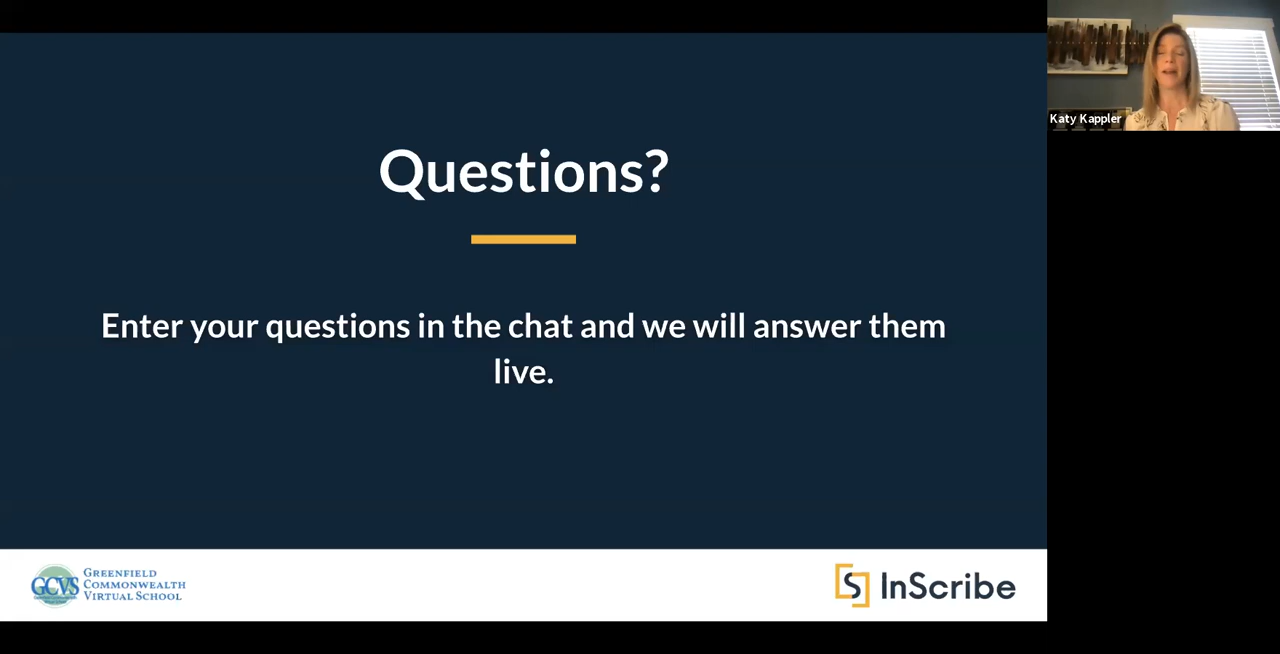 Questions?
Enter your questions in the chat and we will answer them
live.
Katy Kappler
GCVS
GREENFIELD
COMMONWEALTH
VIRTUAL SCHOOL
InScribe